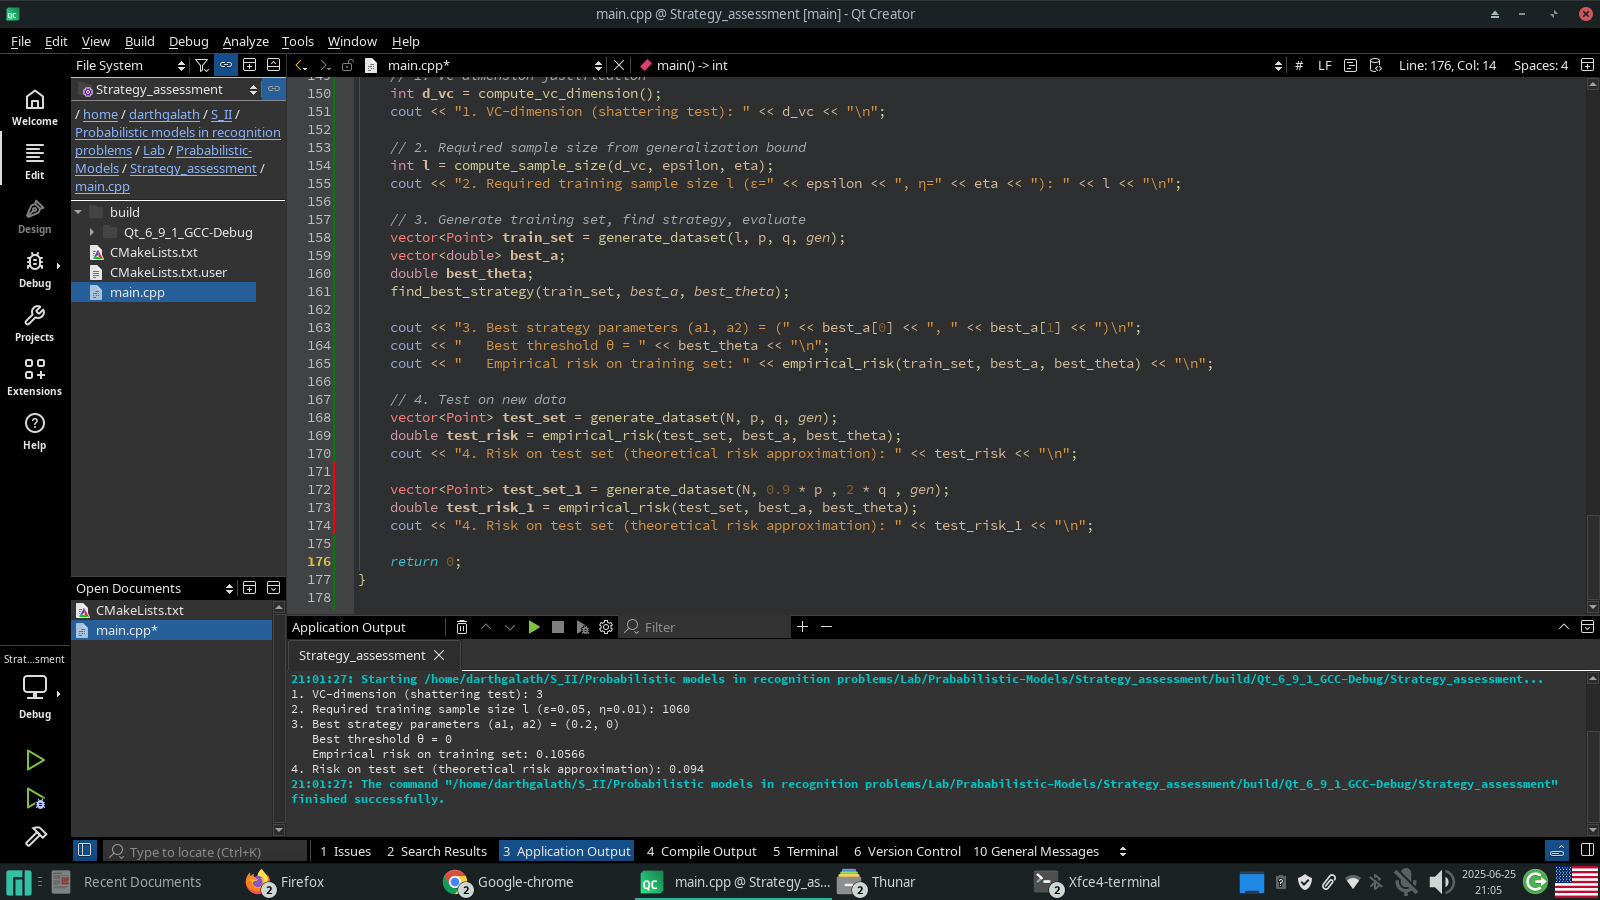 main.cpp @ Strategy_assessment [main] - Qt Creator
File Edit View Build Debug Analyze Tools Window Help
File System
main.cpp*
main() -> int
# LF
Line: 176, Col: 14
Spaces: 4
Strategy_assessment
/ home / darthgalath / S_II /
Probabilistic models in recognition
problems / Lab / Prababilistic-
Models / Strategy_assessment /
main.cpp
build
Qt_6_9_1_GCC-Debug
CMakeLists.txt
CMakeLists.txt.user
main.cpp
Welcome
Edit
Design
Debug
Projects
Extensions
Help
150 int d_vc = compute_vc_dimension();
151 cout << "1. VC-dimension (shattering test): " << d_vc << "\n";
152
153 // 2. Required sample size from generalization bound
154 int l = compute_sample_size(d_vc, epsilon, eta);
155 cout << "2. Required training sample size l (ε=" << epsilon << ", η=" << eta << "): " << l << "\n";
156
157 // 3. Generate training set, find strategy, evaluate
158 vector<Point> train_set = generate_dataset(l, p, q, gen);
159 vector<double> best_a;
160 double best_theta;
161 find_best_strategy(train_set, best_a, best_theta);
162
163 cout << "3. Best strategy parameters (a1, a2) = (" << best_a[0] << ", " << best_a[1] << ")\n";
164 cout << "   Best threshold θ = " << best_theta << "\n";
165 cout << "   Empirical risk on training set: " << empirical_risk(train_set, best_a, best_theta) << "\n";
166
167 // 4. Test on new data
168 vector<Point> test_set = generate_dataset(N, p, q, gen);
169 double test_risk = empirical_risk(test_set, best_a, best_theta);
170 cout << "4. Risk on test set (theoretical risk approximation): " << test_risk << "\n";
171
172 vector<Point> test_set_1 = generate_dataset(N, 0.9 * p , 2 * q , gen);
173 double test_risk_1 = empirical_risk(test_set, best_a, best_theta);
174 cout << "4. Risk on test set (theoretical risk approximation): " << test_risk_1 << "\n";
175
176 return 0;
177 }
178
Open Documents
CMakeLists.txt
main.cpp*
Strat...sment
Debug
Application Output
Filter
Strategy_assessment
21:01:27: Starting /home/darthgalath/S_II/Probabilistic models in recognition problems/Lab/Prababilistic-Models/Strategy_assessment/build/Qt_6_9_1_GCC-Debug/Strategy_assessment...
1. VC-dimension (shattering test): 3
2. Required training sample size l (ε=0.05, η=0.01): 1060
3. Best strategy parameters (a1, a2) = (0.2, 0)
Best threshold θ = 0
Empirical risk on training set: 0.10566
4. Risk on test set (theoretical risk approximation): 0.094
21:01:27: The command "/home/darthgalath/S_II/Probabilistic models in recognition problems/Lab/Prababilistic-Models/Strategy_assessment/build/Qt_6_9_1_GCC-Debug/Strategy_assessment"
finished successfully.
Type to locate (Ctrl+K)
1 Issues 2 Search Results 3 Application Output 4 Compile Output 5 Terminal 6 Version Control 10 General Messages
Recent Documents
2 Firefox
2 Google-chrome
QC main.cpp @ Strategy_as...
2 Thunar
2 Xfce4-terminal
2025-06-25
21:05